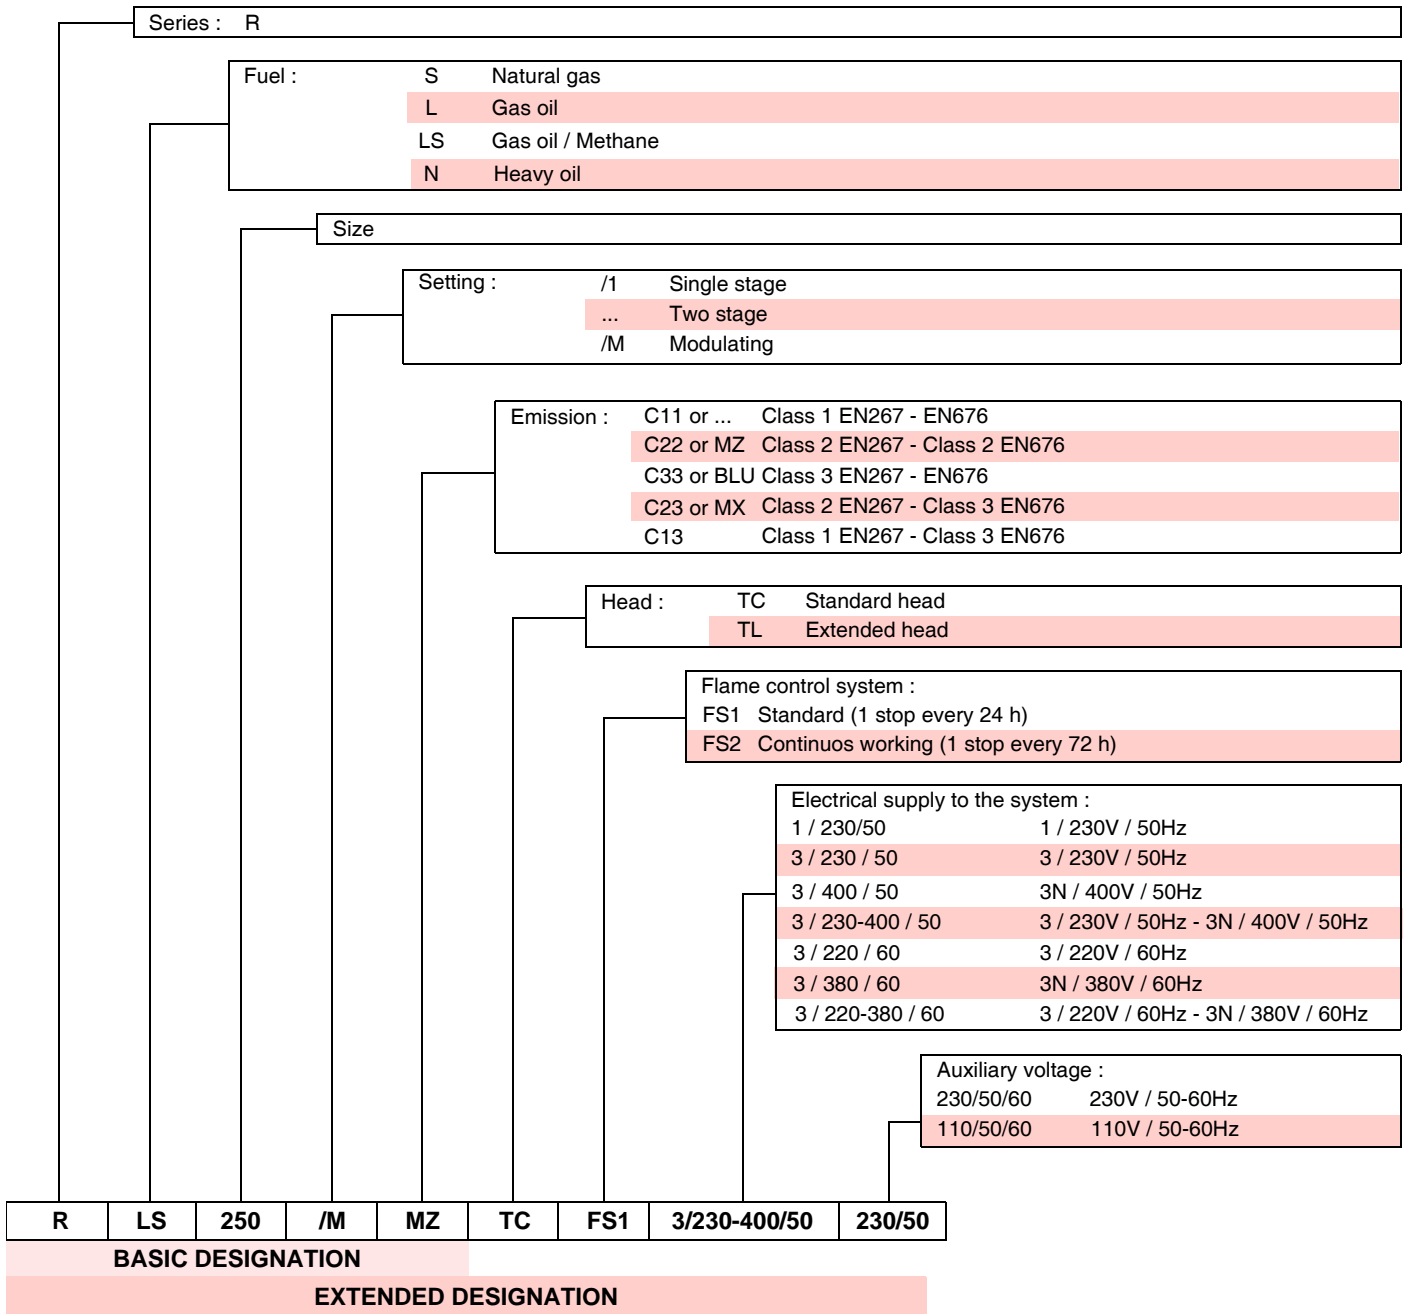 Series : R
Fuel : S Natural gas
L Gas oil
LS Gas oil / Methane
N Heavy oil
Size
Setting : /1 Single stage
... Two stage
/M Modulating
Emission : C11 or ... Class 1 EN267 - EN676
C22 or MZ Class 2 EN267 - Class 2 EN676
C33 or BLU Class 3 EN267 - EN676
C23 or MX Class 2 EN267 - Class 3 EN676
C13 Class 1 EN267 - Class 3 EN676
Head : TC Standard head
TL Extended head
Flame control system :
FS1 Standard (1 stop every 24 h)
FS2 Continuos working (1 stop every 72 h)
Electrical supply to the system :
1 / 230/50 1 / 230V / 50Hz
3 / 230 / 50 3 / 230V / 50Hz
3 / 400 / 50 3N / 400V / 50Hz
3 / 230-400 / 50 3 / 230V / 50Hz - 3N / 400V / 50Hz
3 / 220 / 60 3 / 220V / 60Hz
3 / 380 / 60 3N / 380V / 60Hz
3 / 220-380 / 60 3 / 220V / 60Hz - 3N / 380V / 60Hz
Auxiliary voltage :
230/50/60 230V / 50-60Hz
110/50/60 110V / 50-60Hz
R LS 250 /M MZ TC FS1 3/230-400/50 230/50
BASIC DESIGNATION
EXTENDED DESIGNATION